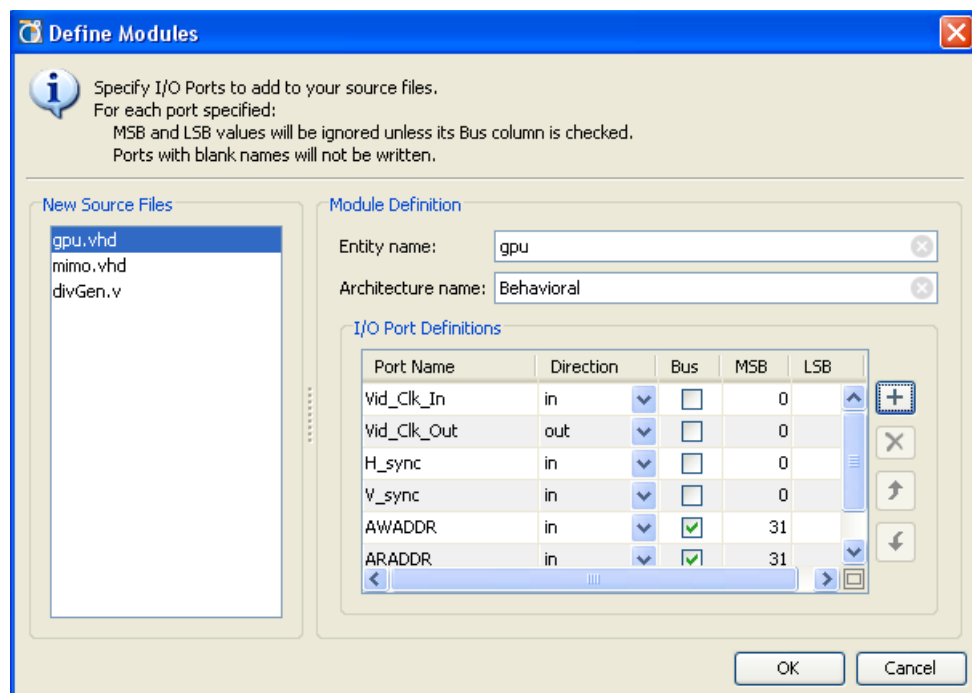 Define Modules
Specify I/O Ports to add to your source files.
For each port specified:
MSB and LSB values will be ignored unless its Bus column is checked.
Ports with blank names will not be written.
New Source Files
gpu.vhd
mimo.vhd
divGen.v
Module Definition
Entity name: gpu
Architecture name: Behavioral
I/O Port Definitions
Port Name Direction Bus MSB LSB
Vid_Clk_In in 0
Vid_Clk_Out out 0
H_sync in 0
V_sync in 0
AWADDR in 31
ARADDR in 31
OK Cancel